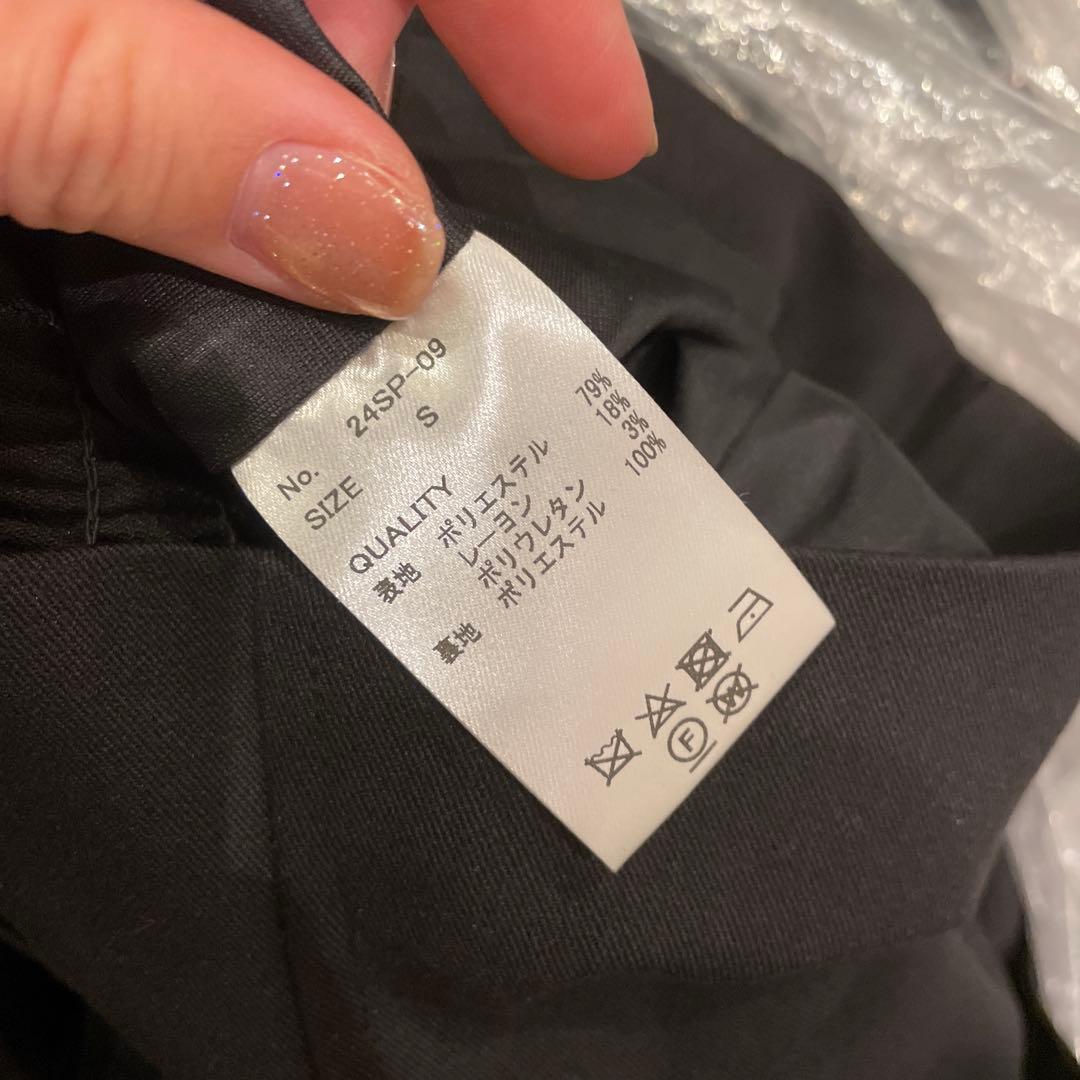 No. 24SP-09
SIZE S
QUALITY
表地 ポリエステル 79%
レーヨン 18%
ポリウレタン 3%
裏地 ポリエステル 100%
F
W